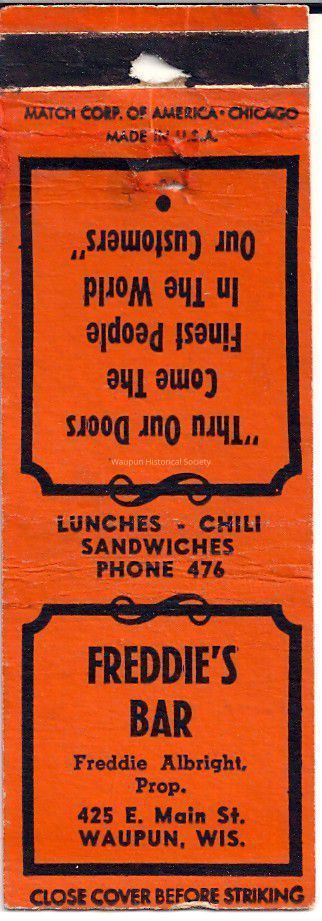 MATCH CORP. OF AMERICA • CHICAGO
MADE IN U.S.A.
"Thru Our Doors
Come The
Finest People
In The World
Our Customers"
Waupun Historical Society
LUNCHES - CHILI
SANDWICHES
PHONE 476
FREDDIE'S
BAR
Freddie Albright,
Prop.
425 E. Main St.
WAUPUN, WIS.
CLOSE COVER BEFORE STRIKING